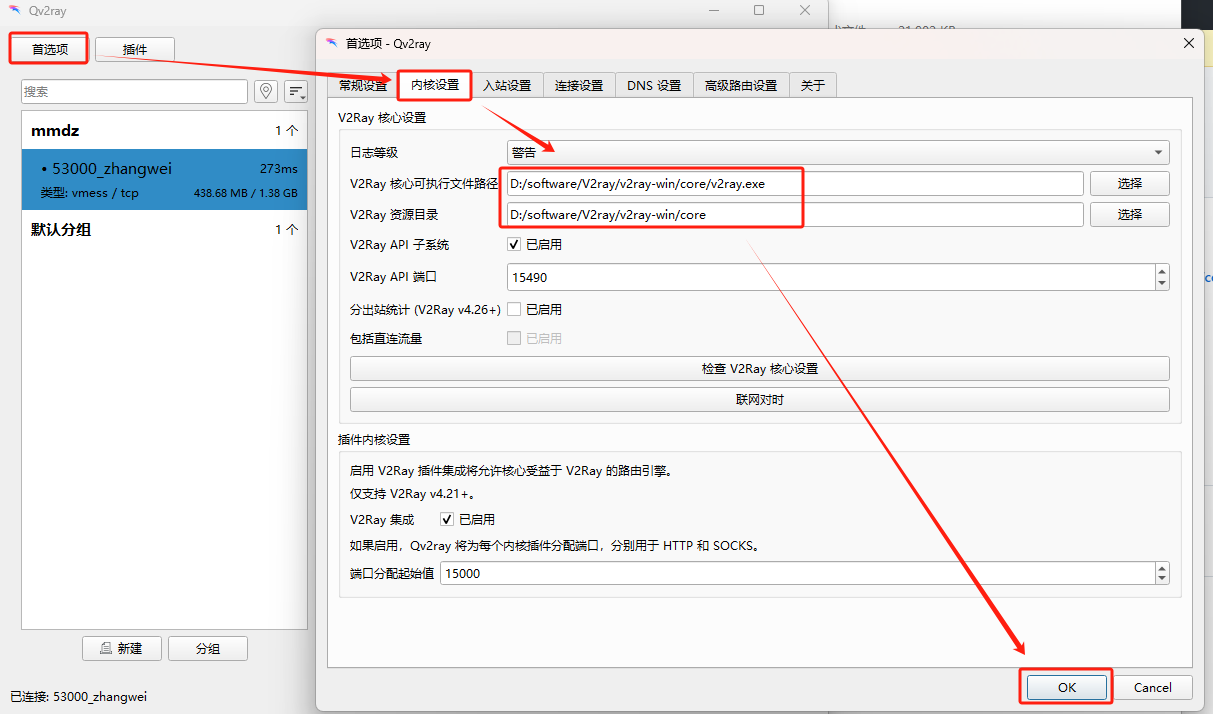 Qv2ray
首选项
插件
搜索
mmdz
1 个
• 53000_zhangwei
273ms
类型: vmess / tcp
438.68 MB / 1.38 GB
默认分组
1 个
新建
分组
已连接: 53000_zhangwei
首选项 - Qv2ray
常规设置
内核设置
入站设置
连接设置
DNS 设置
高级路由设置
关于
V2Ray 核心设置
日志等级
警告
V2Ray 核心可执行文件路径
D:/software/V2ray/v2ray-win/core/v2ray.exe
选择
V2Ray 资源目录
D:/software/V2ray/v2ray-win/core
选择
V2Ray API 子系统
已启用
V2Ray API 端口
15490
分出站统计 (V2Ray v4.26+)
已启用
包括直连流量
已启用
检查 V2Ray 核心设置
联网对时
插件内核设置
启用 V2Ray 插件集成将允许核心受益于 V2Ray 的路由引擎。
仅支持 V2Ray v4.21+。
V2Ray 集成
已启用
如果启用，Qv2ray 将为每个内核插件分配端口，分别用于 HTTP 和 SOCKS。
端口分配起始值
15000
OK
Cancel